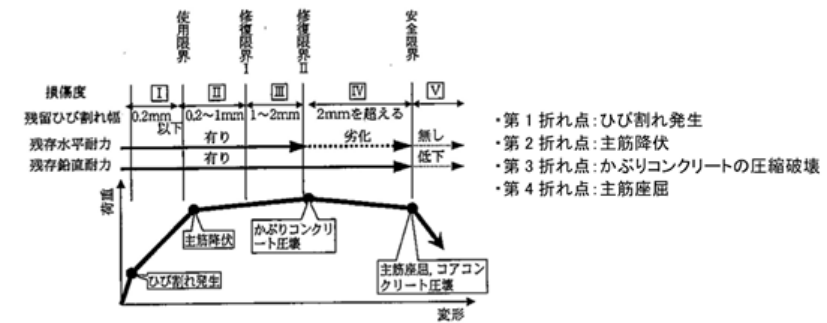 使用限界
修復限界Ⅰ
修復限界Ⅱ
安全限界
損傷度 Ⅰ Ⅱ Ⅲ Ⅳ Ⅴ
残留ひび割れ幅 0.2mm以下 0.2～1mm 1～2mm 2mmを超える
残存水平耐力 有り 劣化 無し
残存鉛直耐力 有り 低下
荷重
主筋降伏
かぶりコンクリート圧壊
ひび割れ発生
主筋座屈,コアコンクリート圧壊
変形
・第1折れ点:ひび割れ発生
・第2折れ点:主筋降伏
・第3折れ点:かぶりコンクリートの圧縮破壊
・第4折れ点:主筋座屈